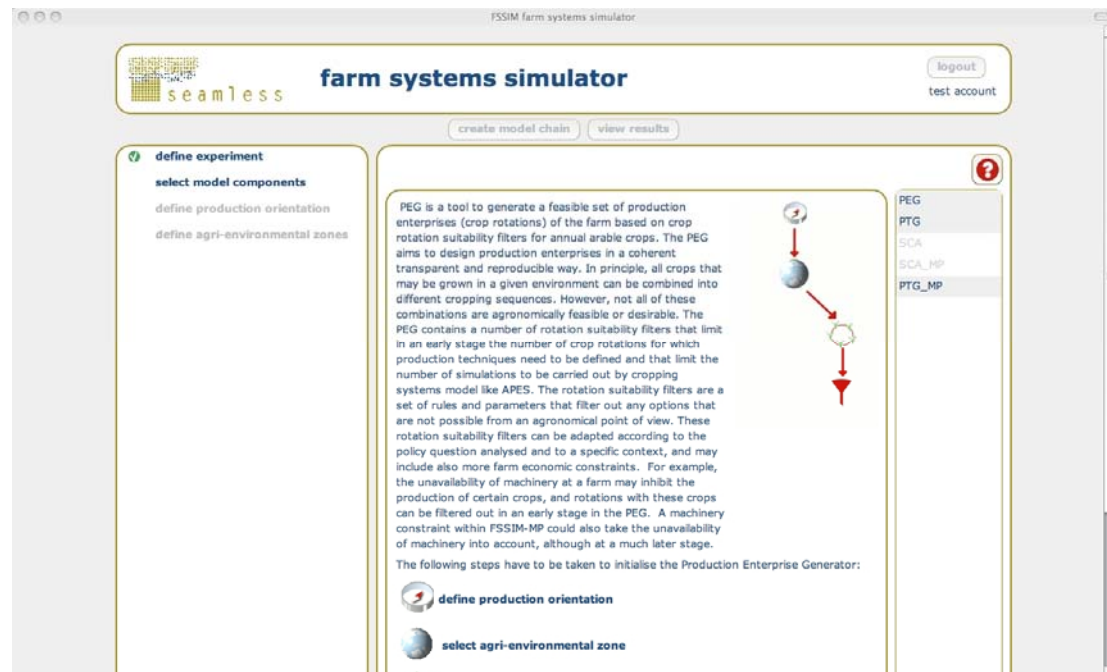 FSSIM farm systems simulator
seamless
farm systems simulator
logout
test account
create model chain
view results
define experiment
select model components
define production orientation
define agri-environmental zones
PEG is a tool to generate a feasible set of production
enterprises (crop rotations) of the farm based on crop
rotation suitability filters for annual arable crops. The PEG
aims to design production enterprises in a coherent
transparent and reproducible way. In principle, all crops that
may be grown in a given environment can be combined into
different cropping sequences. However, not all of these
combinations are agronomically feasible or desirable. The
PEG contains a number of rotation suitability filters that limit
in an early stage the number of crop rotations for which
production techniques need to be defined and that limit the
number of simulations to be carried out by cropping
systems model like APES. The rotation suitability filters are a
set of rules and parameters that filter out any options that
are not possible from an agronomical point of view. These
rotation suitability filters can be adapted according to the
policy question analysed and to a specific context, and may
include also more farm economic constraints. For example,
the unavailability of machinery at a farm may inhibit the
production of certain crops, and rotations with these crops
can be filtered out in an early stage in the PEG. A machinery
constraint within FSSIM-MP could also take the unavailability
of machinery into account, although at a much later stage.
The following steps have to be taken to initialise the Production Enterprise Generator:
define production orientation
select agri-environmental zone
?
PEG
PTG
SCA
SCA_MP
PTG_MP